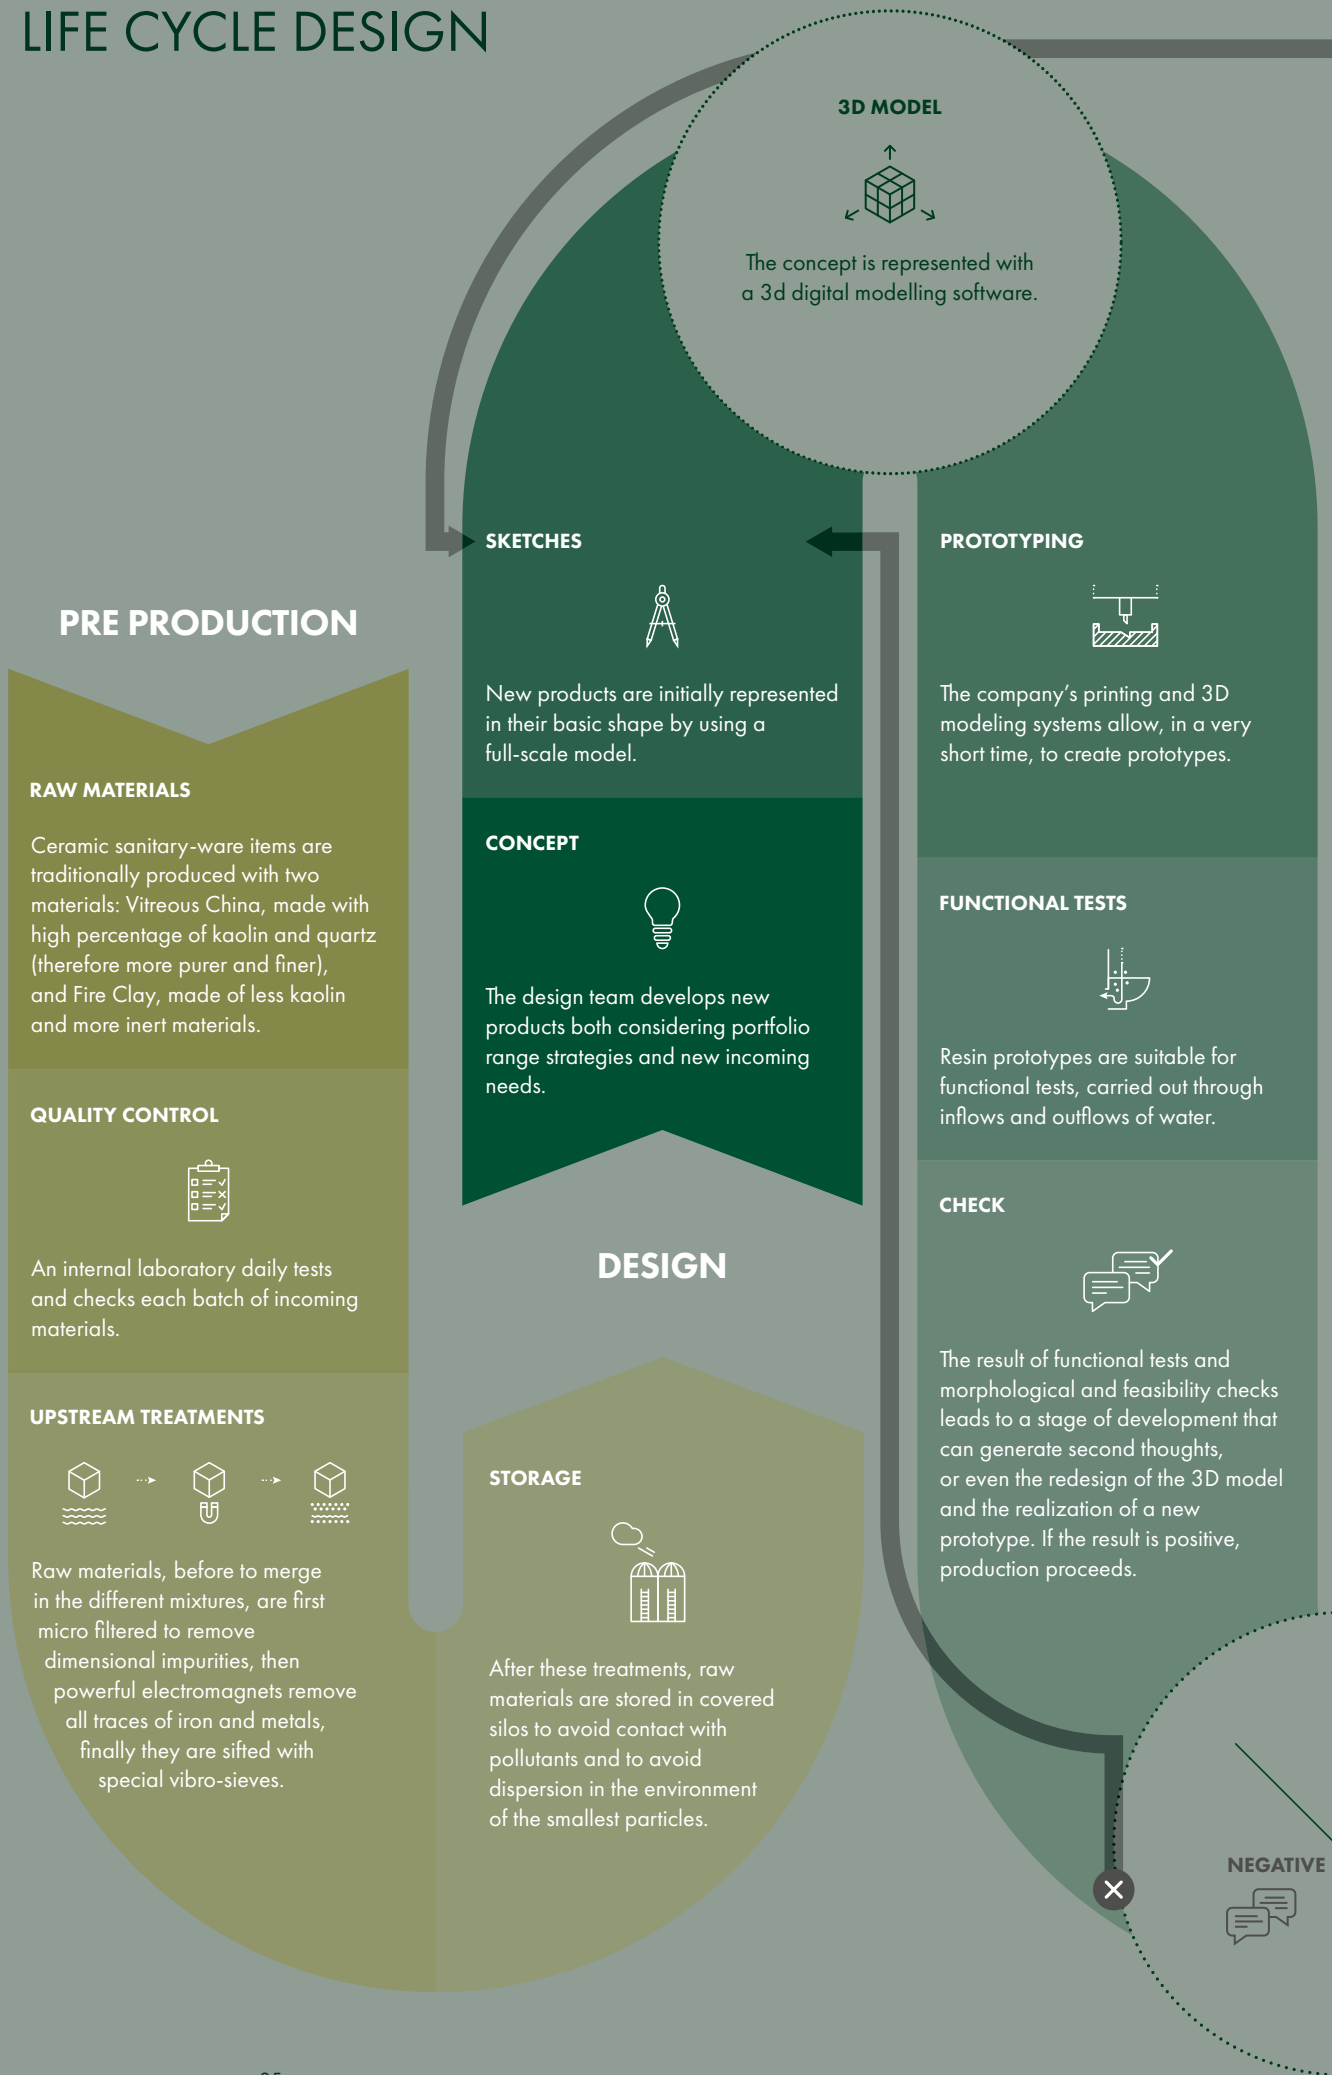 LIFE CYCLE DESIGN
PRE PRODUCTION
RAW MATERIALS
Ceramic sanitary-ware items are
traditionally produced with two
materials: Vitreous China, made with
high percentage of kaolin and quartz
(therefore more purer and finer),
and Fire Clay, made of less kaolin
and more inert materials.
QUALITY CONTROL
An internal laboratory daily tests
and checks each batch of incoming
materials.
UPSTREAM TREATMENTS
Raw materials, before to merge
in the different mixtures, are first
micro filtered to remove
dimensional impurities, then
powerful electromagnets remove
all traces of iron and metals,
finally they are sifted with
special vibro-sieves.
STORAGE
After these treatments, raw
materials are stored in covered
silos to avoid contact with
pollutants and to avoid
dispersion in the environment
of the smallest particles.
DESIGN
CONCEPT
The design team develops new
products both considering portfolio
range strategies and new incoming
needs.
SKETCHES
New products are initially represented
in their basic shape by using a
full-scale model.
3D MODEL
The concept is represented with
a 3d digital modelling software.
PROTOTYPING
The company's printing and 3D
modeling systems allow, in a very
short time, to create prototypes.
FUNCTIONAL TESTS
Resin prototypes are suitable for
functional tests, carried out through
inflows and outflows of water.
CHECK
The result of functional tests and
morphological and feasibility checks
leads to a stage of development that
can generate second thoughts,
or even the redesign of the 3D model
and the realization of a new
prototype. If the result is positive,
production proceeds.
NEGATIVE